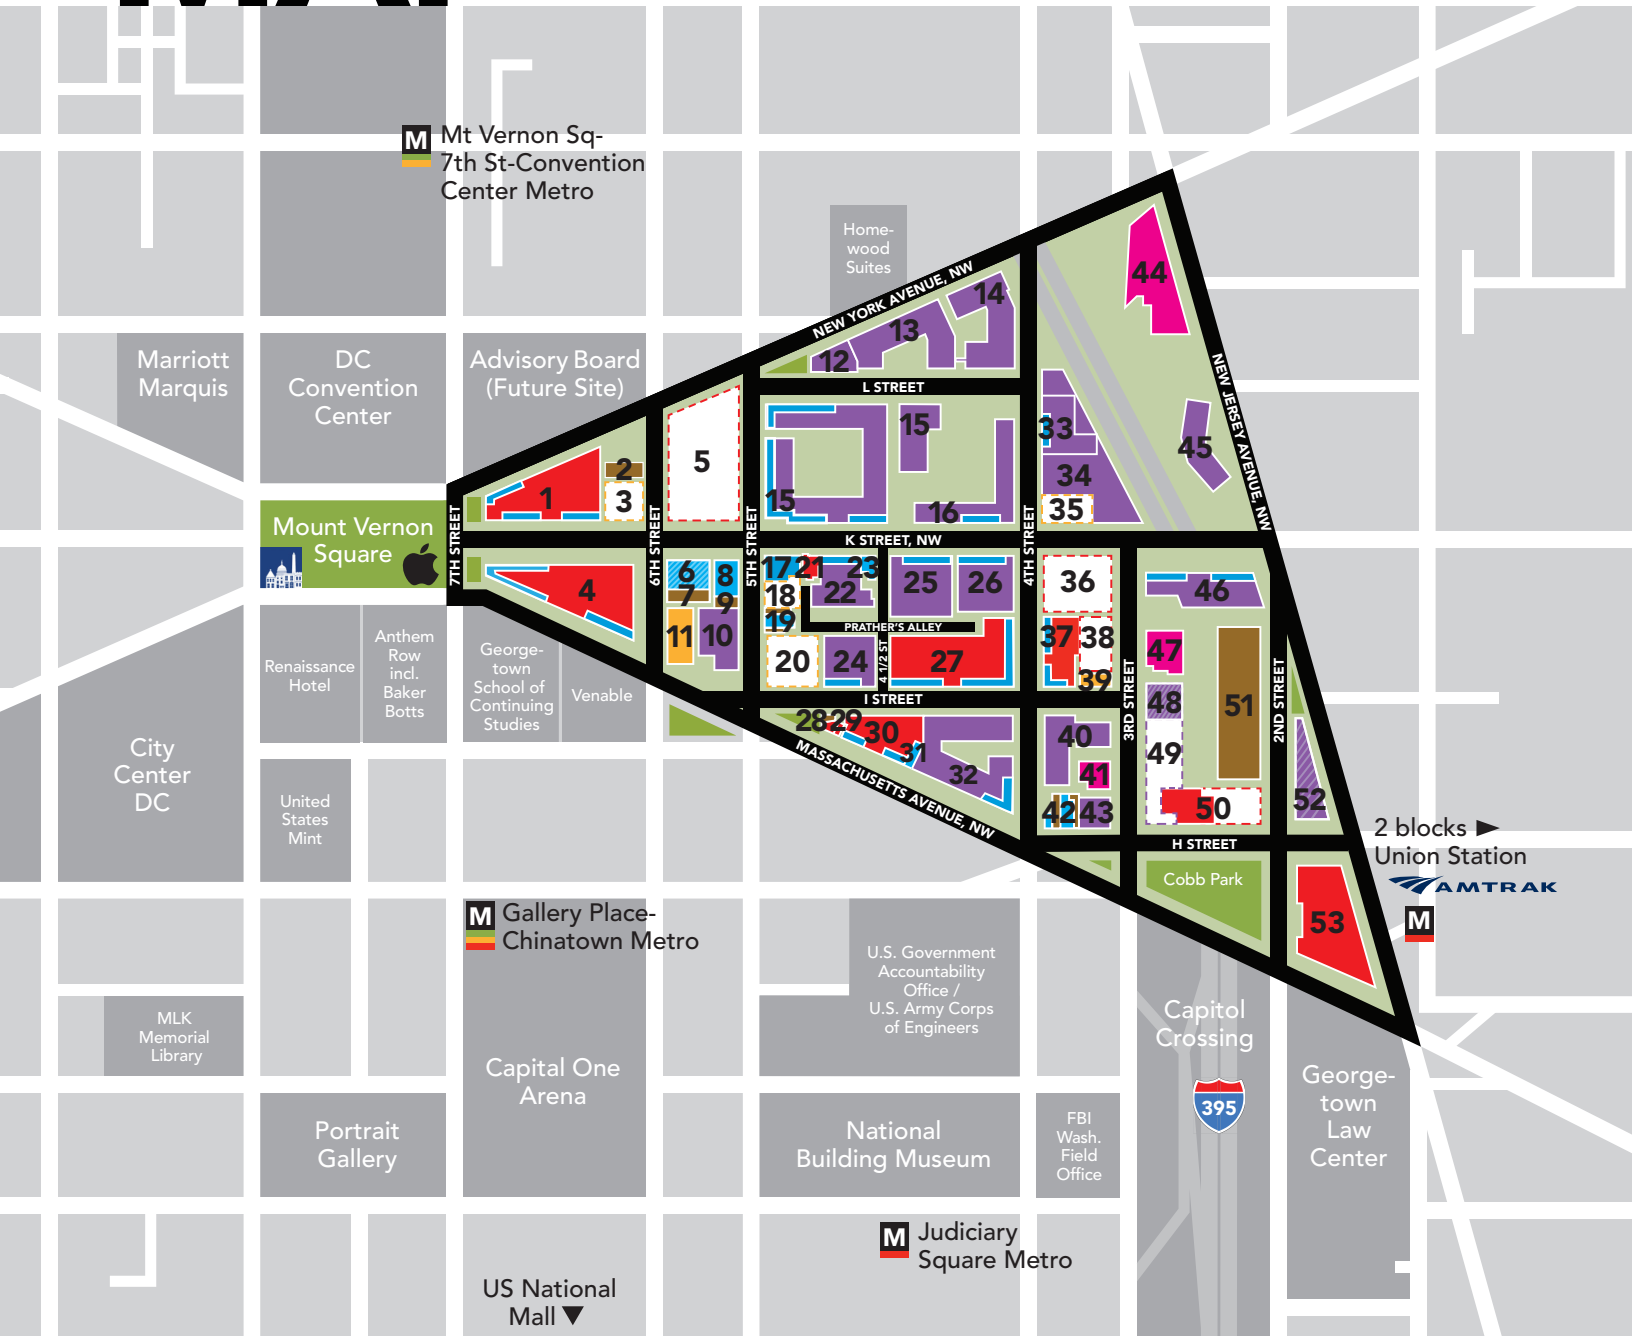 M
Mt Vernon Sq-
7th St-Convention
Center Metro
Home-
wood
Suites
Marriott
Marquis
DC
Convention
Center
Advisory Board
(Future Site)
NEW YORK AVENUE, NW
L STREET
NEW JERSEY AVENUE, NW
Mount Vernon
Square
7TH STREET
6TH STREET
5TH STREET
K STREET, NW
4TH STREET
PRATHER'S ALLEY
4 1/2 ST
I STREET
3RD STREET
2ND STREET
MASSACHUSETTS AVENUE, NW
H STREET
1
2
3
4
5
6
7
8
9
10
11
12
13
14
15
15
16
17
18
19
20
21
22
23
24
25
26
27
28
29
30
31
32
33
34
35
36
37
38
39
40
41
42
43
44
45
46
47
48
49
50
51
52
53
Renaissance
Hotel
Anthem
Row
incl.
Baker
Botts
George-
town
School of
Continuing
Studies
Venable
City
Center
DC
United
States
Mint
Cobb Park
2 blocks
Union Station
AMTRAK
M
M
Gallery Place-
Chinatown Metro
U.S. Government
Accountability
Office /
U.S. Army Corps
of Engineers
MLK
Memorial
Library
Capital One
Arena
Capitol
Crossing
395
George-
town
Law
Center
Portrait
Gallery
National
Building Museum
FBI
Wash.
Field
Office
M
Judiciary
Square Metro
US National
Mall